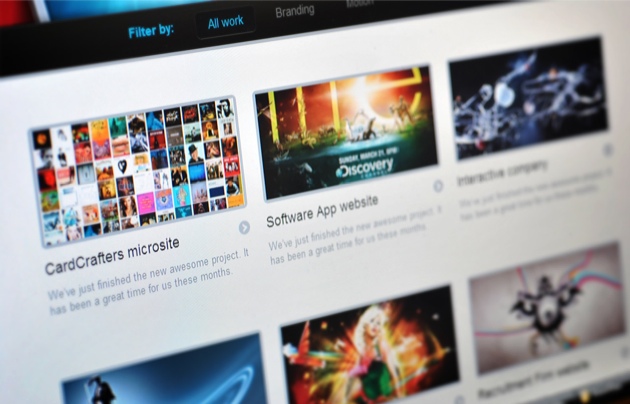 Filter by: All work Branding Motion
LIFE
SUNDAY, MARCH 21, 8PM
Discovery
CardCrafters microsite
We've just finished the new awesome project. It
has been a great time for us these months.
Software App website
We've just finished the new awesome project. It
has been a great time for us these months.
Interactive company
We've just finished the new awesome project. It
has been a great time for us these months.
Recruitment Firm website